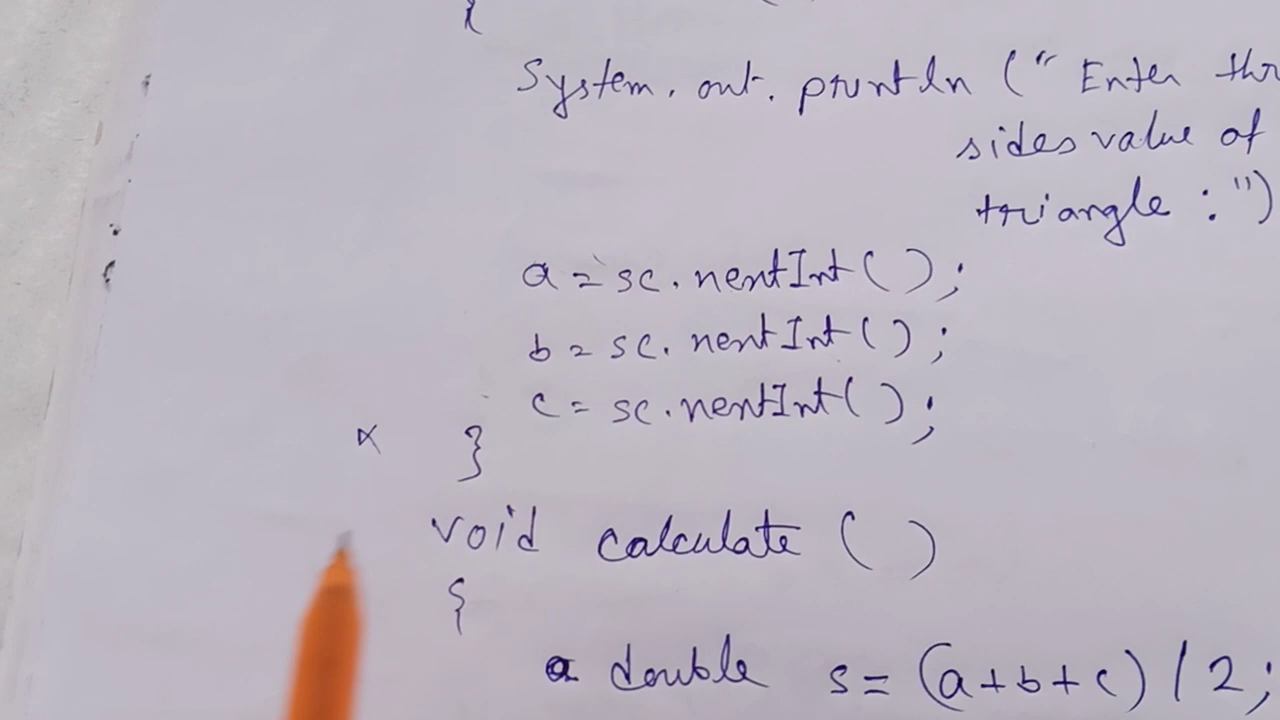 {
System.out.println (" Enter thr
sides value of
triangle :")
a = sc.nextInt( );
b = sc.nextInt( );
c = sc.nextInt( );
}
void calculate ( )
{
double s = (a+b+c) / 2;